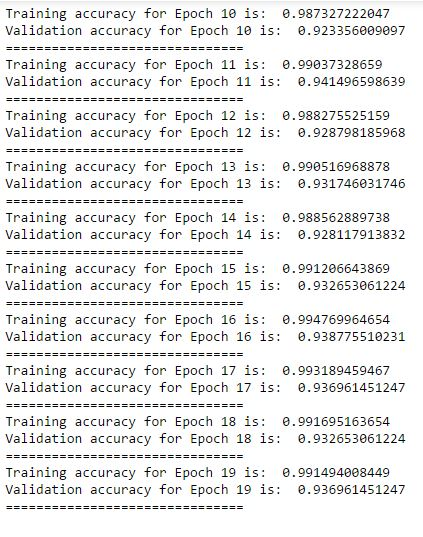 Training accuracy for Epoch 10 is:  0.987327222047
Validation accuracy for Epoch 10 is:  0.923356009097
===============================
Training accuracy for Epoch 11 is:  0.99037328659
Validation accuracy for Epoch 11 is:  0.941496598639
===============================
Training accuracy for Epoch 12 is:  0.988275525159
Validation accuracy for Epoch 12 is:  0.928798185968
===============================
Training accuracy for Epoch 13 is:  0.990516968878
Validation accuracy for Epoch 13 is:  0.931746031746
===============================
Training accuracy for Epoch 14 is:  0.988562889738
Validation accuracy for Epoch 14 is:  0.928117913832
===============================
Training accuracy for Epoch 15 is:  0.991206643869
Validation accuracy for Epoch 15 is:  0.932653061224
===============================
Training accuracy for Epoch 16 is:  0.994769964654
Validation accuracy for Epoch 16 is:  0.938775510231
===============================
Training accuracy for Epoch 17 is:  0.993189459467
Validation accuracy for Epoch 17 is:  0.936961451247
===============================
Training accuracy for Epoch 18 is:  0.991695163654
Validation accuracy for Epoch 18 is:  0.932653061224
===============================
Training accuracy for Epoch 19 is:  0.991494008449
Validation accuracy for Epoch 19 is:  0.936961451247
===============================